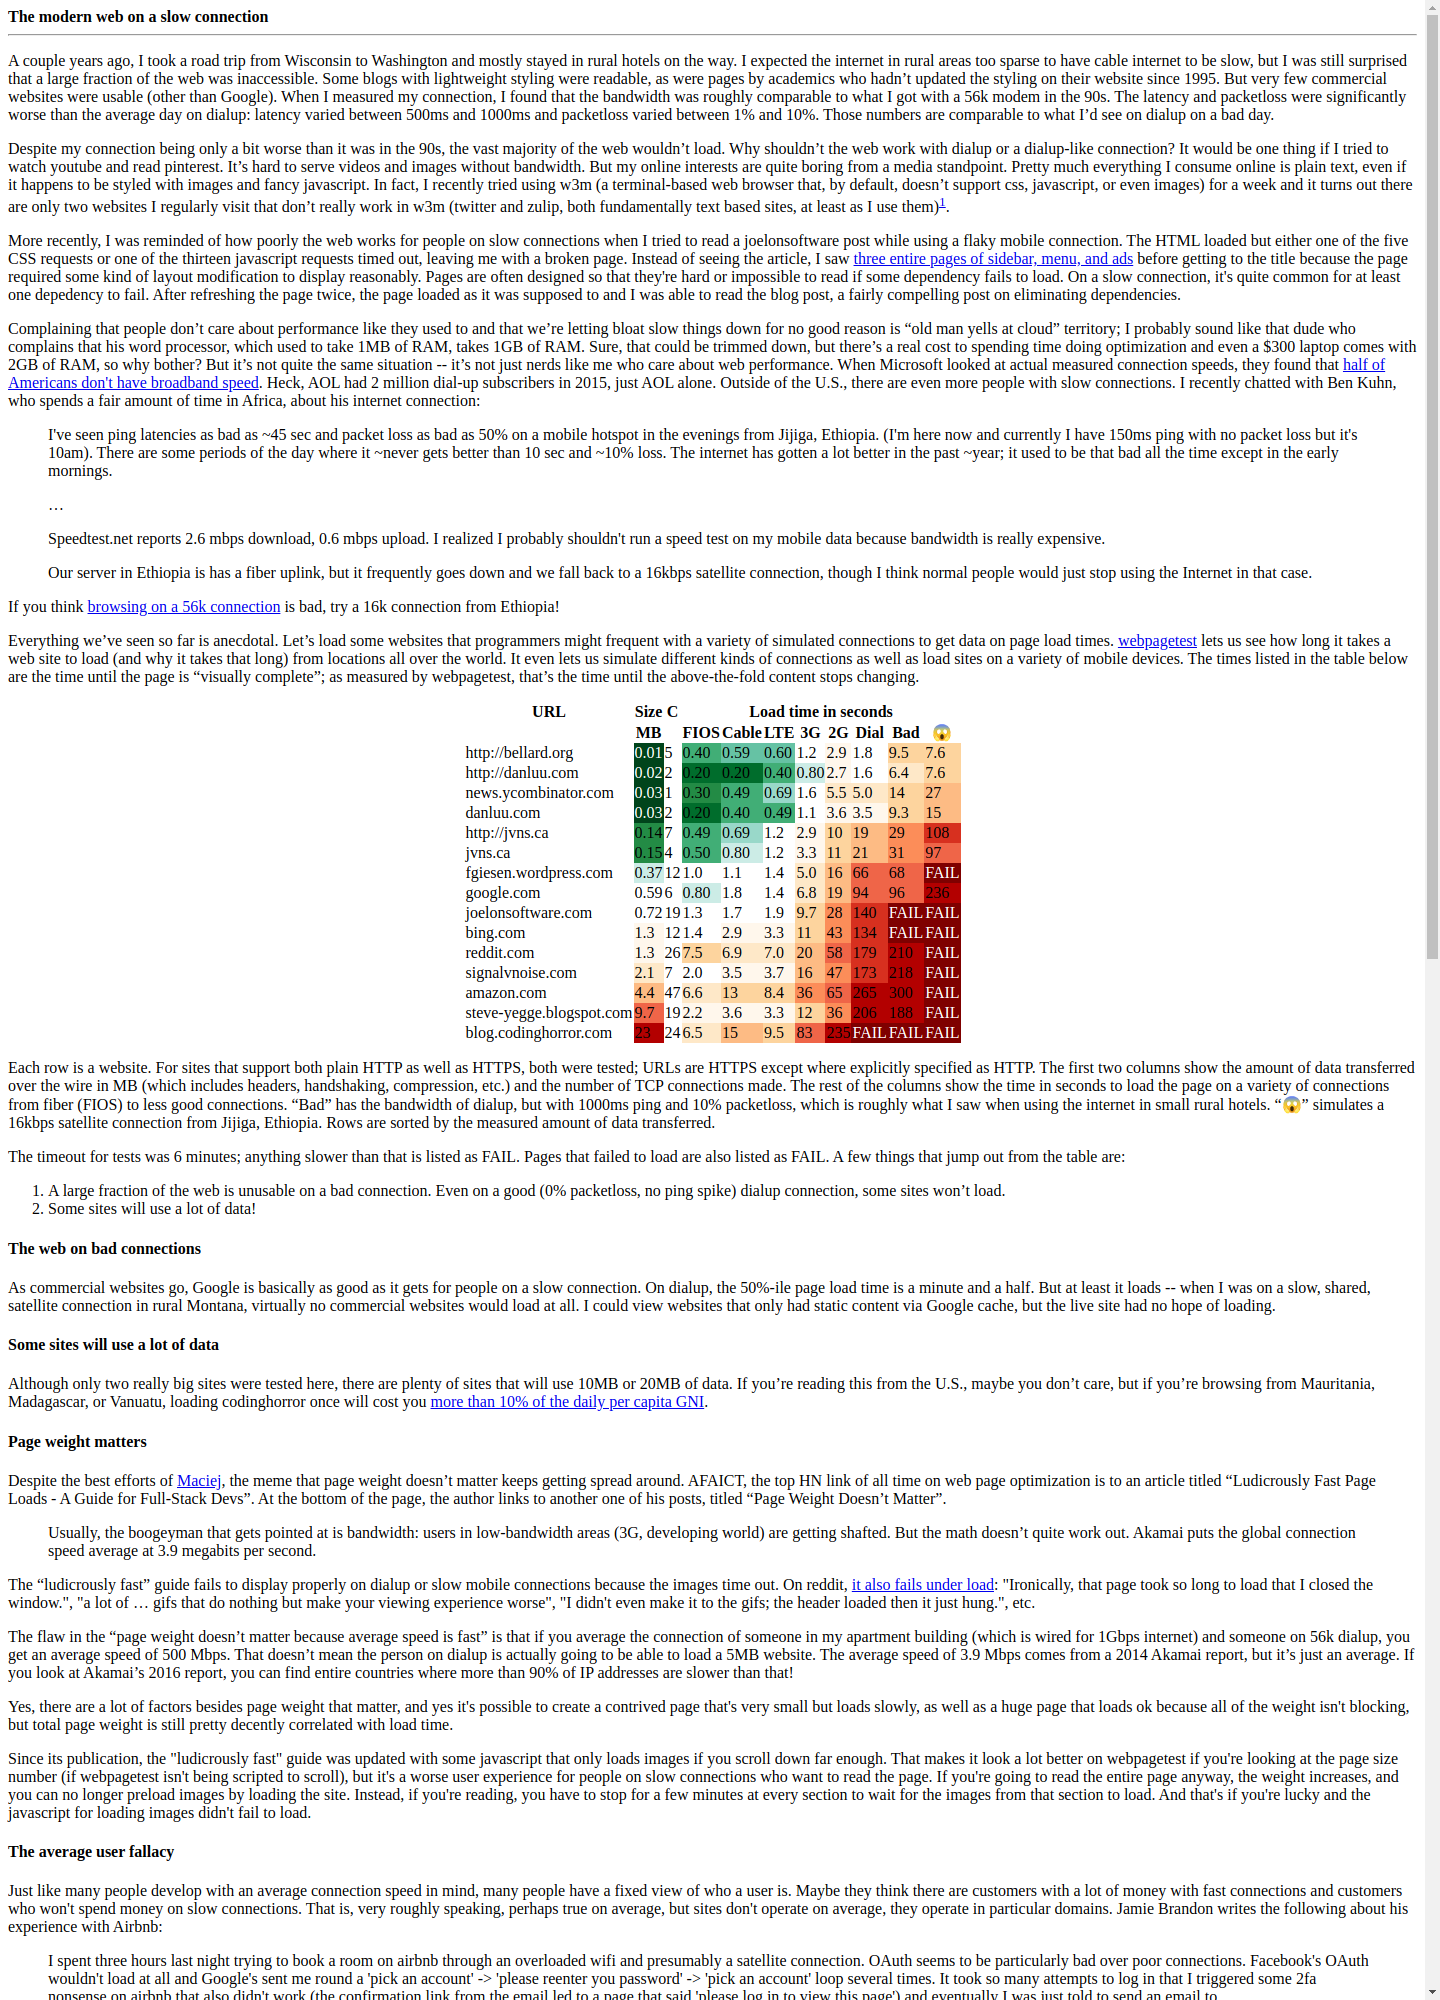 The modern web on a slow connection
A couple years ago, I took a road trip from Wisconsin to Washington and mostly stayed in rural hotels on the way. I expected the internet in rural areas too sparse to have cable internet to be slow, but I was still surprised
that a large fraction of the web was inaccessible. Some blogs with lightweight styling were readable, as were pages by academics who hadn’t updated the styling on their website since 1995. But very few commercial
websites were usable (other than Google). When I measured my connection, I found that the bandwidth was roughly comparable to what I got with a 56k modem in the 90s. The latency and packetloss were significantly
worse than the average day on dialup: latency varied between 500ms and 1000ms and packetloss varied between 1% and 10%. Those numbers are comparable to what I’d see on dialup on a bad day.
Despite my connection being only a bit worse than it was in the 90s, the vast majority of the web wouldn’t load. Why shouldn’t the web work with dialup or a dialup-like connection? It would be one thing if I tried to
watch youtube and read pinterest. It’s hard to serve videos and images without bandwidth. But my online interests are quite boring from a media standpoint. Pretty much everything I consume online is plain text, even if
it happens to be styled with images and fancy javascript. In fact, I recently tried using w3m (a terminal-based web browser that, by default, doesn’t support css, javascript, or even images) for a week and it turns out there
are only two websites I regularly visit that don’t really work in w3m (twitter and zulip, both fundamentally text based sites, at least as I use them)1.
More recently, I was reminded of how poorly the web works for people on slow connections when I tried to read a joelonsoftware post while using a flaky mobile connection. The HTML loaded but either one of the five
CSS requests or one of the thirteen javascript requests timed out, leaving me with a broken page. Instead of seeing the article, I saw three entire pages of sidebar, menu, and ads before getting to the title because the page
required some kind of layout modification to display reasonably. Pages are often designed so that they're hard or impossible to read if some dependency fails to load. On a slow connection, it's quite common for at least
one depedency to fail. After refreshing the page twice, the page loaded as it was supposed to and I was able to read the blog post, a fairly compelling post on eliminating dependencies.
Complaining that people don’t care about performance like they used to and that we’re letting bloat slow things down for no good reason is “old man yells at cloud” territory; I probably sound like that dude who
complains that his word processor, which used to take 1MB of RAM, takes 1GB of RAM. Sure, that could be trimmed down, but there’s a real cost to spending time doing optimization and even a $300 laptop comes with
2GB of RAM, so why bother? But it’s not quite the same situation -- it’s not just nerds like me who care about web performance. When Microsoft looked at actual measured connection speeds, they found that half of
Americans don't have broadband speed. Heck, AOL had 2 million dial-up subscribers in 2015, just AOL alone. Outside of the U.S., there are even more people with slow connections. I recently chatted with Ben Kuhn,
who spends a fair amount of time in Africa, about his internet connection:
I've seen ping latencies as bad as ~45 sec and packet loss as bad as 50% on a mobile hotspot in the evenings from Jijiga, Ethiopia. (I'm here now and currently I have 150ms ping with no packet loss but it's
10am). There are some periods of the day where it ~never gets better than 10 sec and ~10% loss. The internet has gotten a lot better in the past ~year; it used to be that bad all the time except in the early
mornings.
…
Speedtest.net reports 2.6 mbps download, 0.6 mbps upload. I realized I probably shouldn't run a speed test on my mobile data because bandwidth is really expensive.
Our server in Ethiopia is has a fiber uplink, but it frequently goes down and we fall back to a 16kbps satellite connection, though I think normal people would just stop using the Internet in that case.
If you think browsing on a 56k connection is bad, try a 16k connection from Ethiopia!
Everything we’ve seen so far is anecdotal. Let’s load some websites that programmers might frequent with a variety of simulated connections to get data on page load times. webpagetest lets us see how long it takes a
web site to load (and why it takes that long) from locations all over the world. It even lets us simulate different kinds of connections as well as load sites on a variety of mobile devices. The times listed in the table below
are the time until the page is “visually complete”; as measured by webpagetest, that’s the time until the above-the-fold content stops changing.
URL Size C Load time in seconds
MB FIOS Cable LTE 3G 2G Dial Bad 😱
http://bellard.org 0.01 5 0.40 0.59 0.60 1.2 2.9 1.8 9.5 7.6
http://danluu.com 0.02 2 0.20 0.20 0.40 0.80 2.7 1.6 6.4 7.6
news.ycombinator.com 0.03 1 0.30 0.49 0.69 1.6 5.5 5.0 14 27
danluu.com 0.03 2 0.20 0.40 0.49 1.1 3.6 3.5 9.3 15
http://jvns.ca 0.14 7 0.49 0.69 1.2 2.9 10 19 29 108
jvns.ca 0.15 4 0.50 0.80 1.2 3.3 11 21 31 97
fgiesen.wordpress.com 0.37 12 1.0 1.1 1.4 5.0 16 66 68 FAIL
google.com 0.59 6 0.80 1.8 1.4 6.8 19 94 96 236
joelonsoftware.com 0.72 19 1.3 1.7 1.9 9.7 28 140 FAIL FAIL
bing.com 1.3 12 1.4 2.9 3.3 11 43 134 FAIL FAIL
reddit.com 1.3 26 7.5 6.9 7.0 20 58 179 210 FAIL
signalvnoise.com 2.1 7 2.0 3.5 3.7 16 47 173 218 FAIL
amazon.com 4.4 47 6.6 13 8.4 36 65 265 300 FAIL
steve-yegge.blogspot.com 9.7 19 2.2 3.6 3.3 12 36 206 188 FAIL
blog.codinghorror.com 23 24 6.5 15 9.5 83 235 FAIL FAIL FAIL
Each row is a website. For sites that support both plain HTTP as well as HTTPS, both were tested; URLs are HTTPS except where explicitly specified as HTTP. The first two columns show the amount of data transferred
over the wire in MB (which includes headers, handshaking, compression, etc.) and the number of TCP connections made. The rest of the columns show the time in seconds to load the page on a variety of connections
from fiber (FIOS) to less good connections. “Bad” has the bandwidth of dialup, but with 1000ms ping and 10% packetloss, which is roughly what I saw when using the internet in small rural hotels. “😱” simulates a
16kbps satellite connection from Jijiga, Ethiopia. Rows are sorted by the measured amount of data transferred.
The timeout for tests was 6 minutes; anything slower than that is listed as FAIL. Pages that failed to load are also listed as FAIL. A few things that jump out from the table are:
1. A large fraction of the web is unusable on a bad connection. Even on a good (0% packetloss, no ping spike) dialup connection, some sites won’t load.
2. Some sites will use a lot of data!
The web on bad connections
As commercial websites go, Google is basically as good as it gets for people on a slow connection. On dialup, the 50%-ile page load time is a minute and a half. But at least it loads -- when I was on a slow, shared,
satellite connection in rural Montana, virtually no commercial websites would load at all. I could view websites that only had static content via Google cache, but the live site had no hope of loading.
Some sites will use a lot of data
Although only two really big sites were tested here, there are plenty of sites that will use 10MB or 20MB of data. If you’re reading this from the U.S., maybe you don’t care, but if you’re browsing from Mauritania,
Madagascar, or Vanuatu, loading codinghorror once will cost you more than 10% of the daily per capita GNI.
Page weight matters
Despite the best efforts of Maciej, the meme that page weight doesn’t matter keeps getting spread around. AFAICT, the top HN link of all time on web page optimization is to an article titled “Ludicrously Fast Page
Loads - A Guide for Full-Stack Devs”. At the bottom of the page, the author links to another one of his posts, titled “Page Weight Doesn’t Matter”.
Usually, the boogeyman that gets pointed at is bandwidth: users in low-bandwidth areas (3G, developing world) are getting shafted. But the math doesn’t quite work out. Akamai puts the global connection
speed average at 3.9 megabits per second.
The “ludicrously fast” guide fails to display properly on dialup or slow mobile connections because the images time out. On reddit, it also fails under load: "Ironically, that page took so long to load that I closed the
window.", "a lot of … gifs that do nothing but make your viewing experience worse", "I didn't even make it to the gifs; the header loaded then it just hung.", etc.
The flaw in the “page weight doesn’t matter because average speed is fast” is that if you average the connection of someone in my apartment building (which is wired for 1Gbps internet) and someone on 56k dialup, you
get an average speed of 500 Mbps. That doesn’t mean the person on dialup is actually going to be able to load a 5MB website. The average speed of 3.9 Mbps comes from a 2014 Akamai report, but it’s just an average. If
you look at Akamai’s 2016 report, you can find entire countries where more than 90% of IP addresses are slower than that!
Yes, there are a lot of factors besides page weight that matter, and yes it's possible to create a contrived page that's very small but loads slowly, as well as a huge page that loads ok because all of the weight isn't blocking,
but total page weight is still pretty decently correlated with load time.
Since its publication, the "ludicrously fast" guide was updated with some javascript that only loads images if you scroll down far enough. That makes it look a lot better on webpagetest if you're looking at the page size
number (if webpagetest isn't being scripted to scroll), but it's a worse user experience for people on slow connections who want to read the page. If you're going to read the entire page anyway, the weight increases, and
you can no longer preload images by loading the site. Instead, if you're reading, you have to stop for a few minutes at every section to wait for the images from that section to load. And that's if you're lucky and the
javascript for loading images didn't fail to load.
The average user fallacy
Just like many people develop with an average connection speed in mind, many people have a fixed view of who a user is. Maybe they think there are customers with a lot of money with fast connections and customers
who won't spend money on slow connections. That is, very roughly speaking, perhaps true on average, but sites don't operate on average, they operate in particular domains. Jamie Brandon writes the following about his
experience with Airbnb:
I spent three hours last night trying to book a room on airbnb through an overloaded wifi and presumably a satellite connection. OAuth seems to be particularly bad over poor connections. Facebook's OAuth
wouldn't load at all and Google's sent me round a 'pick an account' -> 'please reenter you password' -> 'pick an account' loop several times. It took so many attempts to log in that I triggered some 2fa
nonsense on airbnb that also didn't work (the confirmation link from the email led to a page that said 'please log in to view this page') and eventually I was just told to send an email to